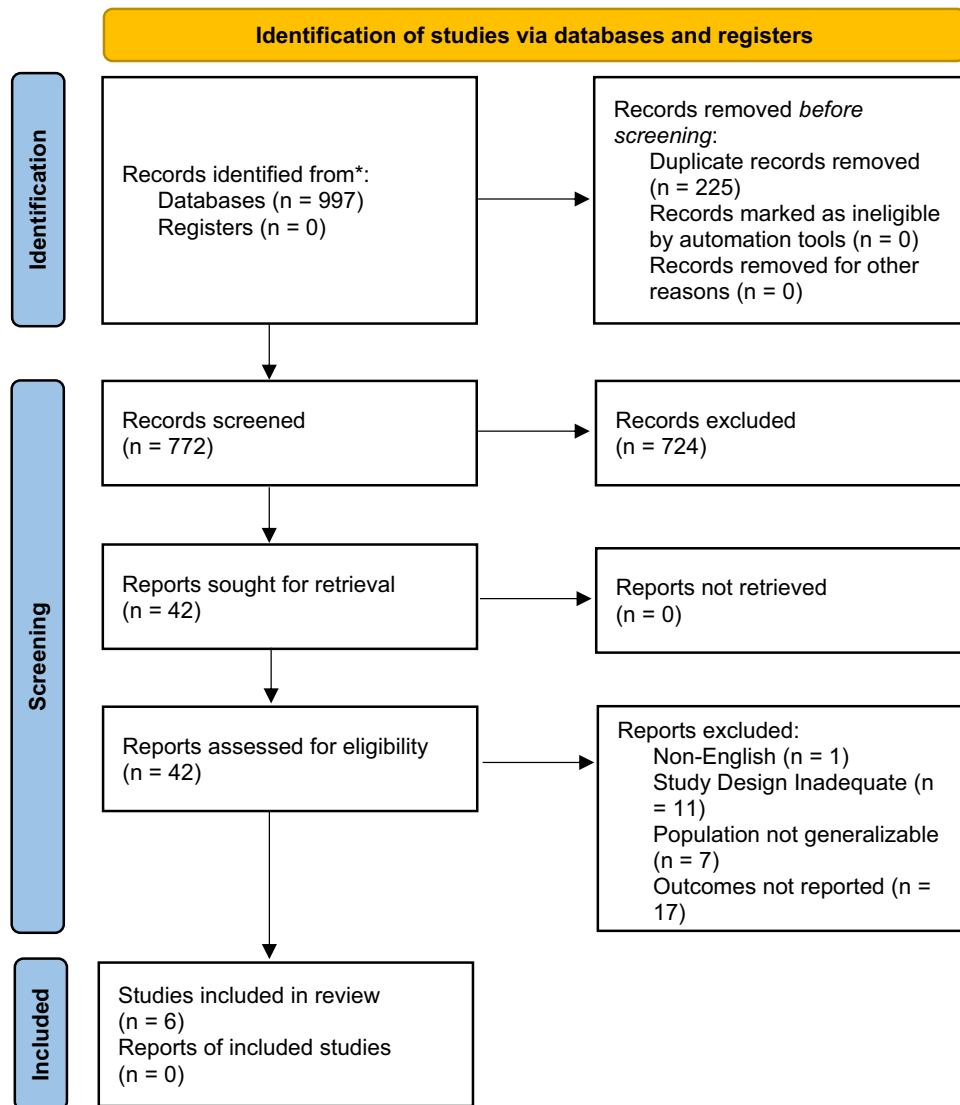 Identification of studies via databases and registers
Identification
Records identified from*:
Databases (n = 997)
Registers (n = 0)
Records removed before
screening:
Duplicate records removed
(n = 225)
Records marked as ineligible
by automation tools (n = 0)
Records removed for other
reasons (n = 0)
Screening
Records screened
(n = 772)
Records excluded
(n = 724)
Reports sought for retrieval
(n = 42)
Reports not retrieved
(n = 0)
Reports assessed for eligibility
(n = 42)
Reports excluded:
Non-English (n = 1)
Study Design Inadequate (n
= 11)
Population not generalizable
(n = 7)
Outcomes not reported (n =
17)
Included
Studies included in review
(n = 6)
Reports of included studies
(n = 0)